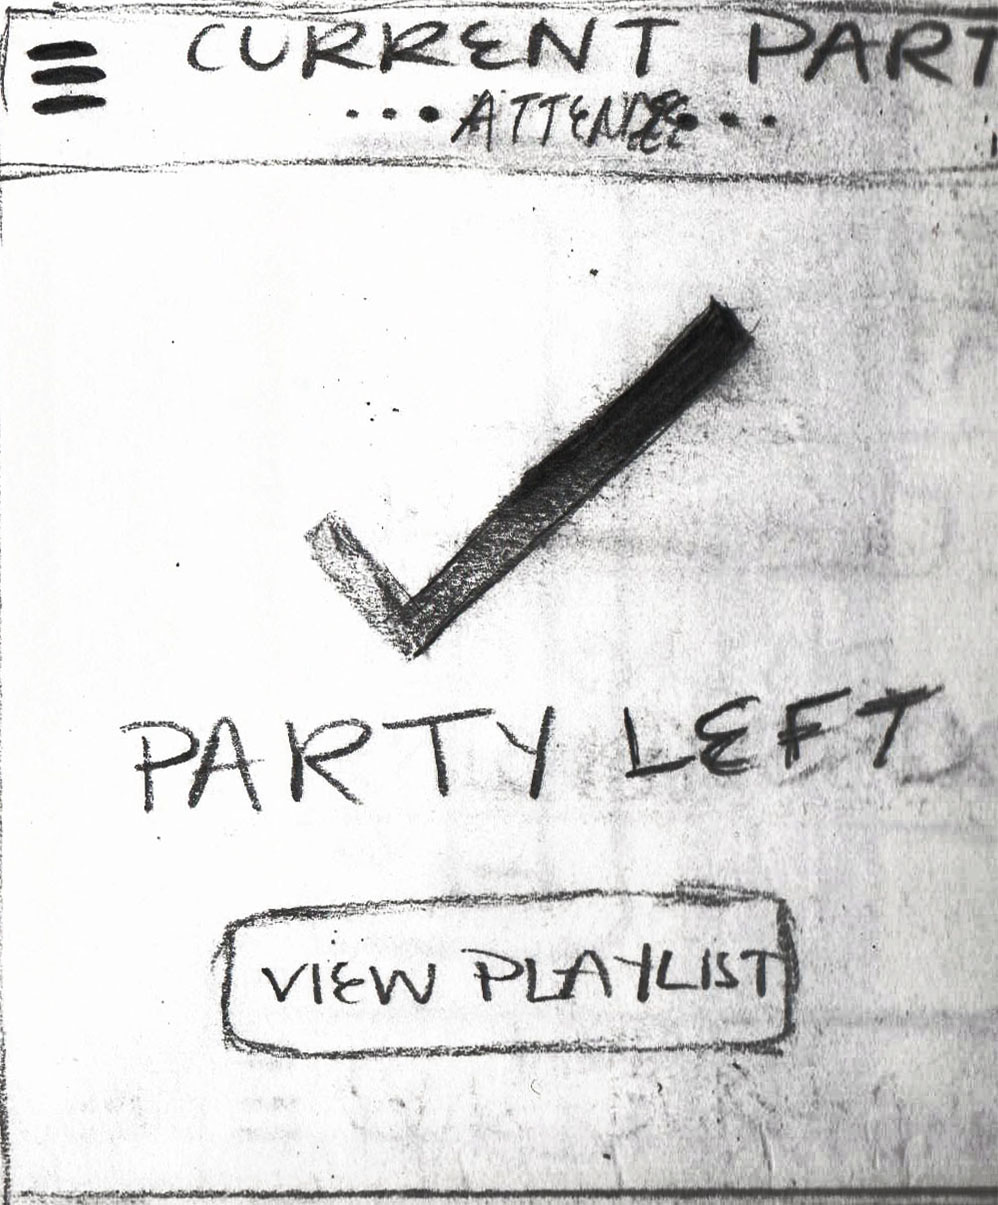 CURRENT PART
...ATTENDEE...
PARTY LEFT
VIEW PLAYLIST